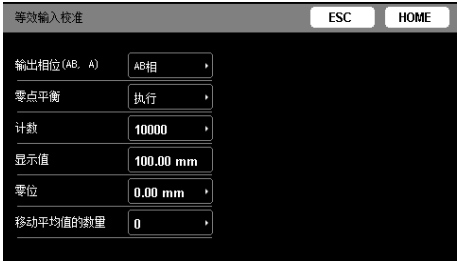 等效输入校准 ESC HOME
输出相位(AB, A) AB相
零点平衡 执行
计数 10000
显示值 100.00 mm
零位 0.00 mm
移动平均值的数量 0